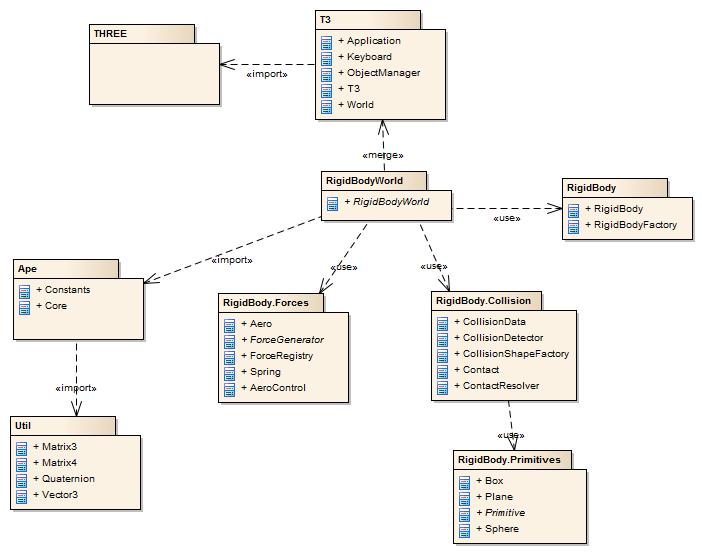 T3
+ Application
+ Keyboard
+ ObjectManager
+ T3
+ World
THREE
«import»
«merge»
RigidBodyWorld
+ RigidBodyWorld
RigidBody
+ RigidBody
+ RigidBodyFactory
«use»
Ape
+ Constants
+ Core
«import»
«use»
«use»
RigidBody.Forces
+ Aero
+ ForceGenerator
+ ForceRegistry
+ Spring
+ AeroControl
RigidBody.Collision
+ CollisionData
+ CollisionDetector
+ CollisionShapeFactory
+ Contact
+ ContactResolver
«import»
Util
+ Matrix3
+ Matrix4
+ Quaternion
+ Vector3
«use»
RigidBody.Primitives
+ Box
+ Plane
+ Primitive
+ Sphere